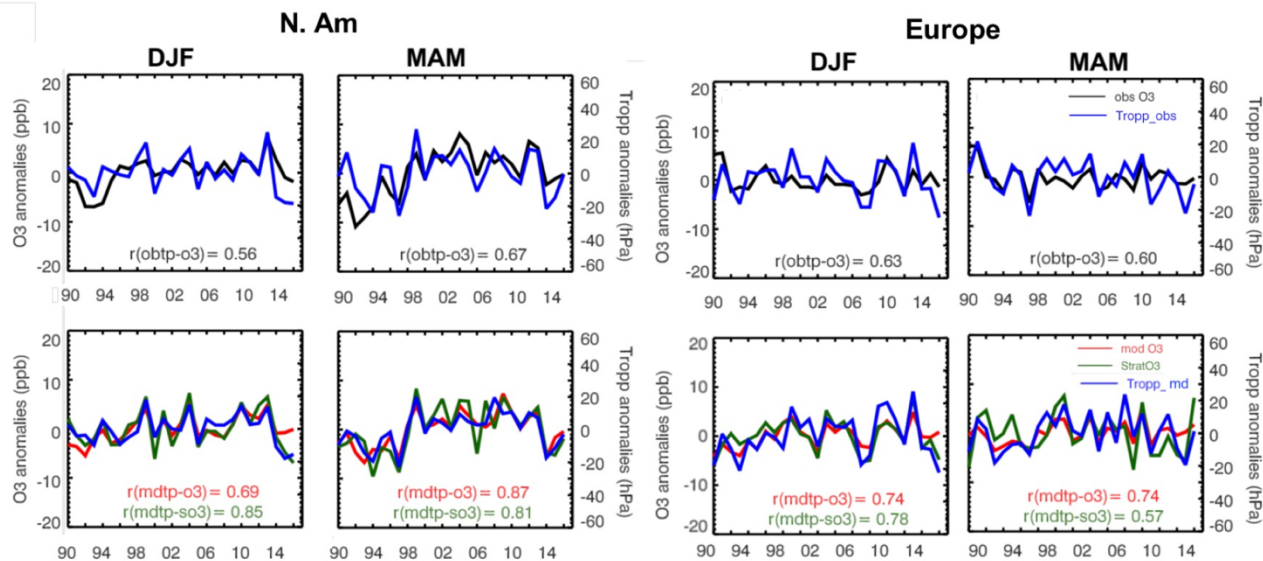 N. Am
DJF
MAM
20
10
0
-10
-20
O3 anomalies (ppb)
r(obtp-o3)= 0.56
90 94 98 02 06 10 14
r(obtp-o3)= 0.67
60
40
20
0
-20
-40
-60
Tropp anomalies (hPa)
90 94 98 02 06 10 14
20
10
0
-10
-20
O3 anomalies (ppb)
r(mdtp-o3)= 0.69
r(mdtp-so3)= 0.85
90 94 98 02 06 10 14
r(mdtp-o3)= 0.87
r(mdtp-so3)= 0.81
60
40
20
0
-20
-40
-60
Tropp anomalies (hPa)
90 94 98 02 06 10 14
Europe
DJF
MAM
20
10
0
-10
-20
O3 anomalies (ppb)
r(obtp-o3)= 0.63
90 94 98 02 06 10 14
obs O3
Tropp_obs
r(obtp-o3)= 0.60
60
40
20
0
-20
-40
-60
Tropp anomalies (hPa)
90 94 98 02 06 10 14
20
10
0
-10
-20
O3 anomalies (ppb)
r(mdtp-o3)= 0.74
r(mdtp-so3)= 0.78
90 94 98 02 06 10 14
mod O3
StratO3
Tropp_ md
r(mdtp-o3)= 0.74
r(mdtp-so3)= 0.57
60
40
20
0
-20
-40
-60
Tropp anomalies (hPa)
90 94 98 02 06 10 14